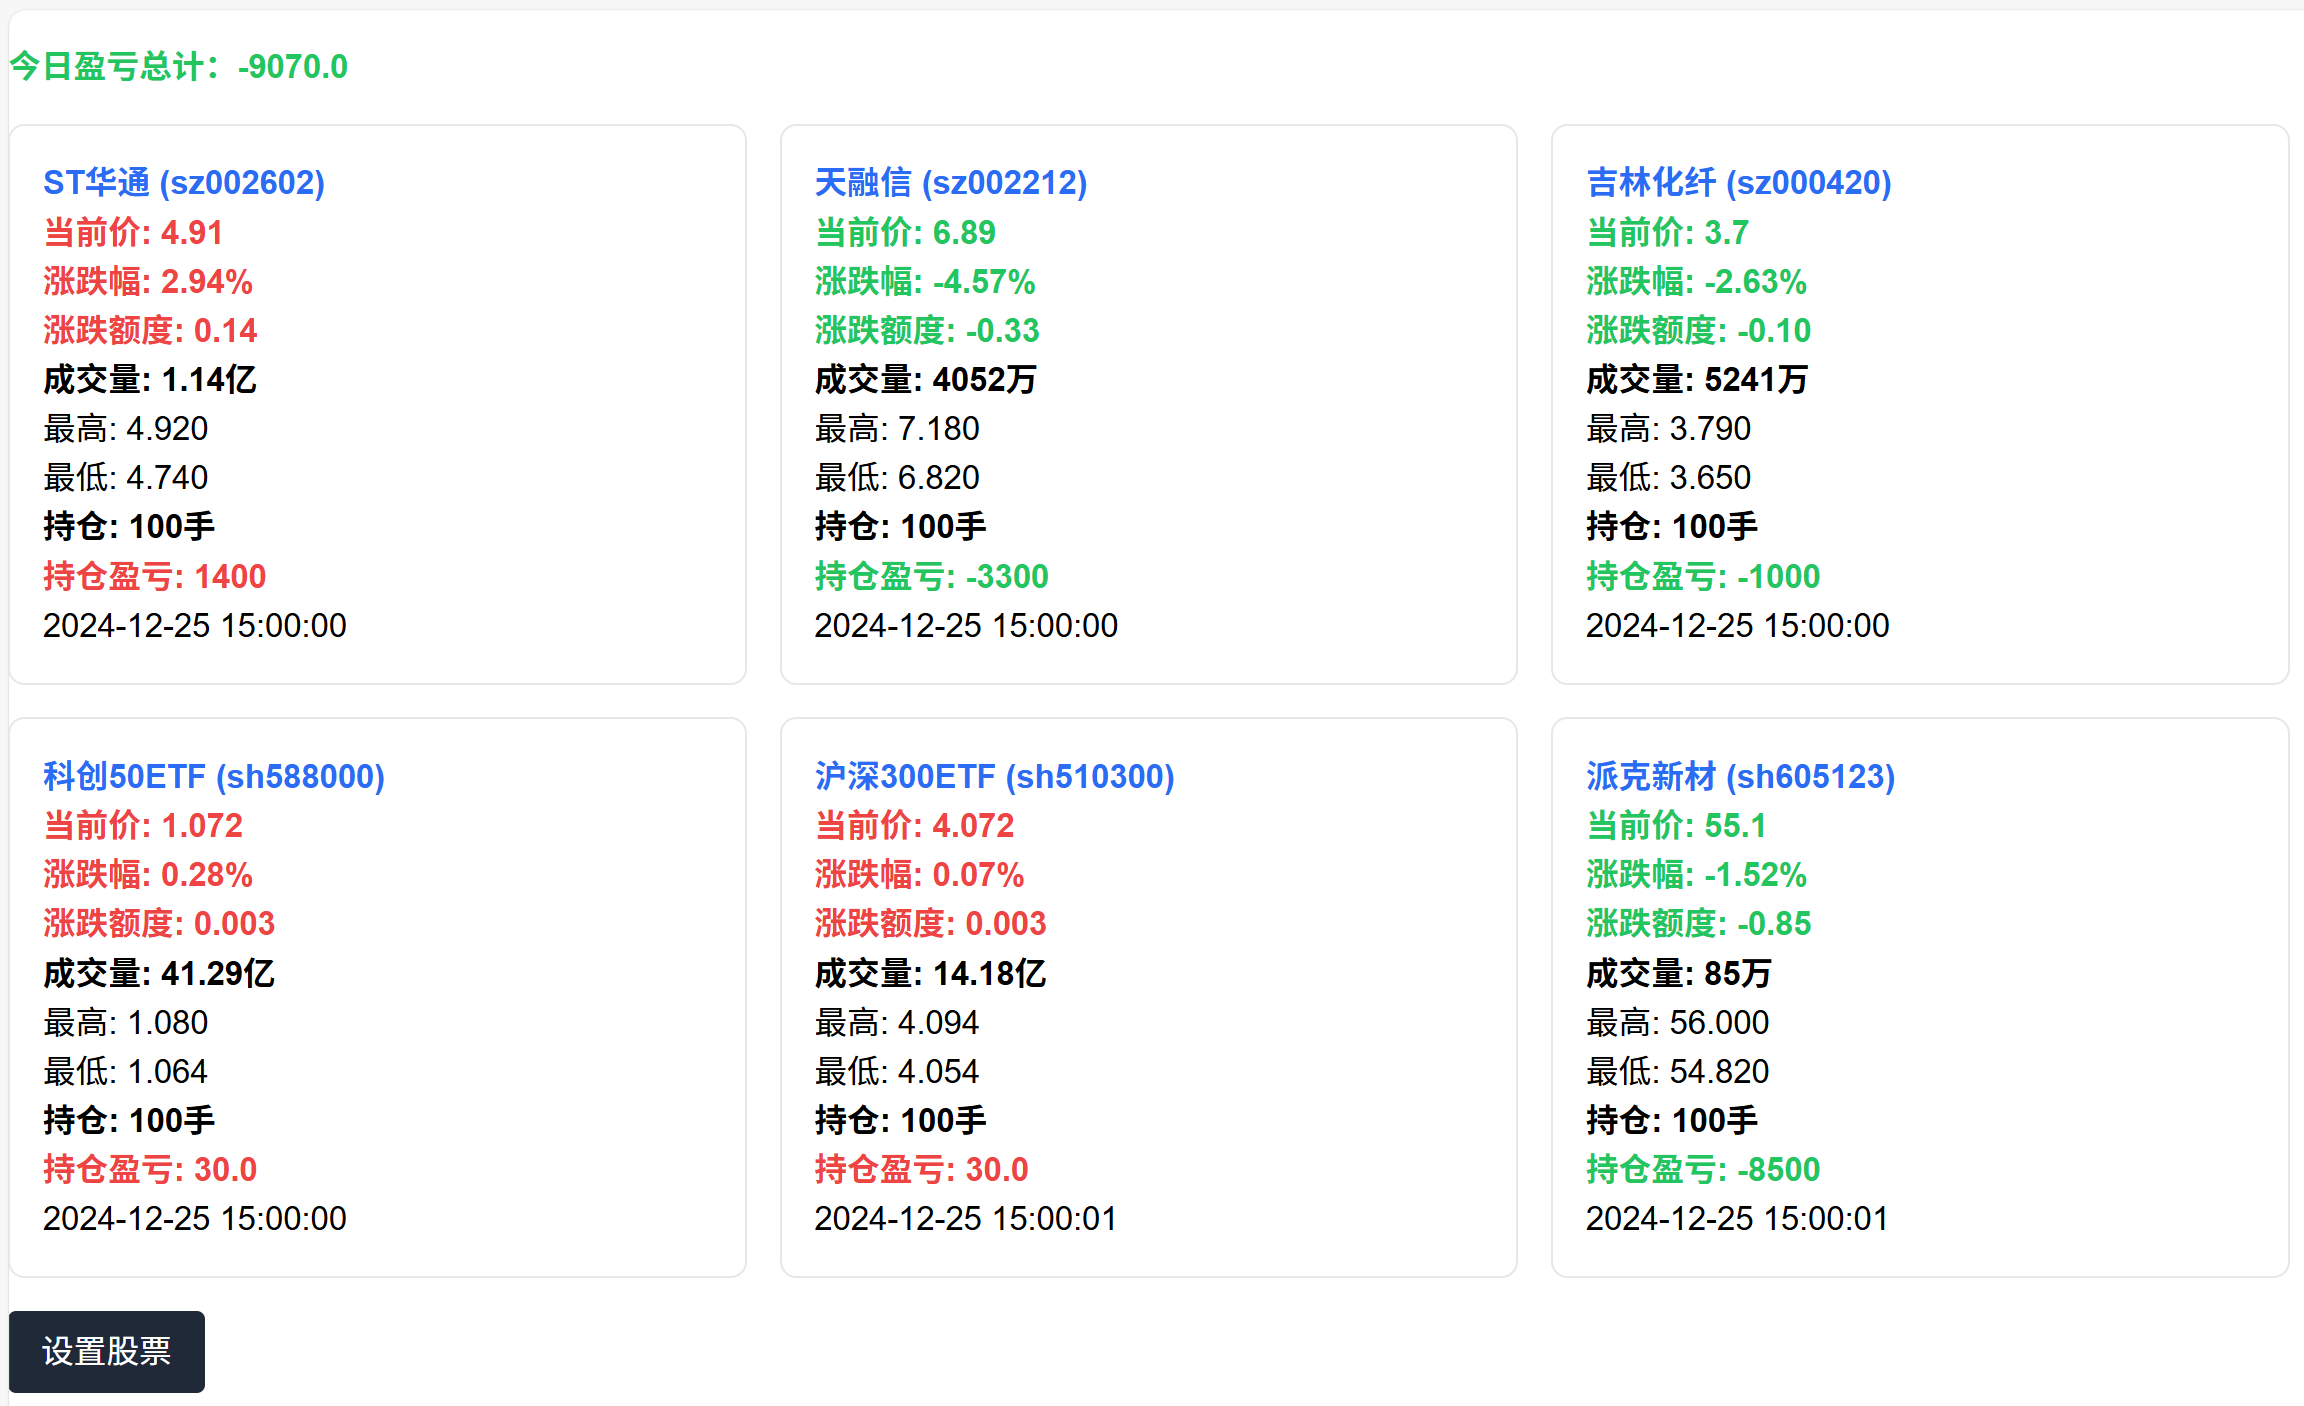 今日盈亏总计：-9070.0
ST华通 (sz002602)
当前价: 4.91
涨跌幅: 2.94%
涨跌额度: 0.14
成交量: 1.14亿
最高: 4.920
最低: 4.740
持仓: 100手
持仓盈亏: 1400
2024-12-25 15:00:00
天融信 (sz002212)
当前价: 6.89
涨跌幅: -4.57%
涨跌额度: -0.33
成交量: 4052万
最高: 7.180
最低: 6.820
持仓: 100手
持仓盈亏: -3300
2024-12-25 15:00:00
吉林化纤 (sz000420)
当前价: 3.7
涨跌幅: -2.63%
涨跌额度: -0.10
成交量: 5241万
最高: 3.790
最低: 3.650
持仓: 100手
持仓盈亏: -1000
2024-12-25 15:00:00
科创50ETF (sh588000)
当前价: 1.072
涨跌幅: 0.28%
涨跌额度: 0.003
成交量: 41.29亿
最高: 1.080
最低: 1.064
持仓: 100手
持仓盈亏: 30.0
2024-12-25 15:00:00
沪深300ETF (sh510300)
当前价: 4.072
涨跌幅: 0.07%
涨跌额度: 0.003
成交量: 14.18亿
最高: 4.094
最低: 4.054
持仓: 100手
持仓盈亏: 30.0
2024-12-25 15:00:01
派克新材 (sh605123)
当前价: 55.1
涨跌幅: -1.52%
涨跌额度: -0.85
成交量: 85万
最高: 56.000
最低: 54.820
持仓: 100手
持仓盈亏: -8500
2024-12-25 15:00:01
设置股票